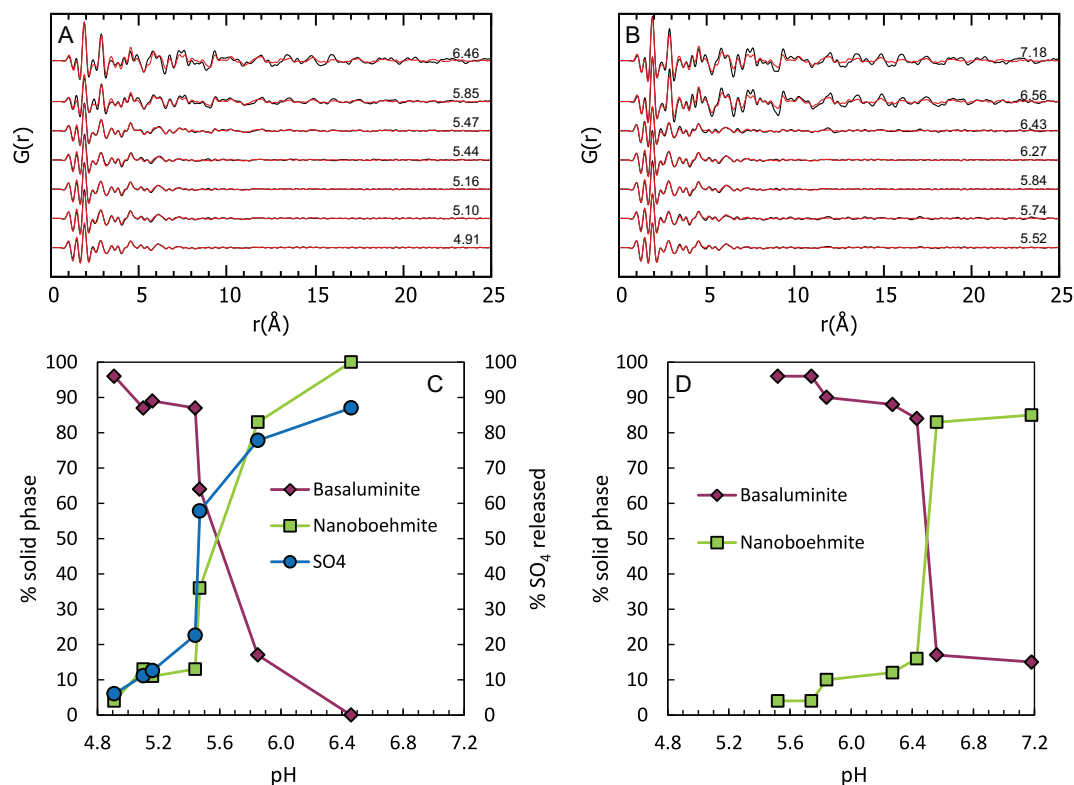 A
6.46
5.85
5.47
5.44
5.16
5.10
4.91
G(r)
0 5 10 15 20 25
r(Å)
B
7.18
6.56
6.43
6.27
5.84
5.74
5.52
G(r)
0 5 10 15 20 25
r(Å)
C
100
90
80
70
60
50
40
30
20
10
0
% solid phase
Basaluminite
Nanoboehmite
SO4
100
90
80
70
60
50
40
30
20
10
0
% SO4 released
4.8 5.2 5.6 6.0 6.4 6.8 7.2
pH
D
100
90
80
70
60
50
40
30
20
10
0
% solid phase
Basaluminite
Nanoboehmite
4.8 5.2 5.6 6.0 6.4 6.8 7.2
pH